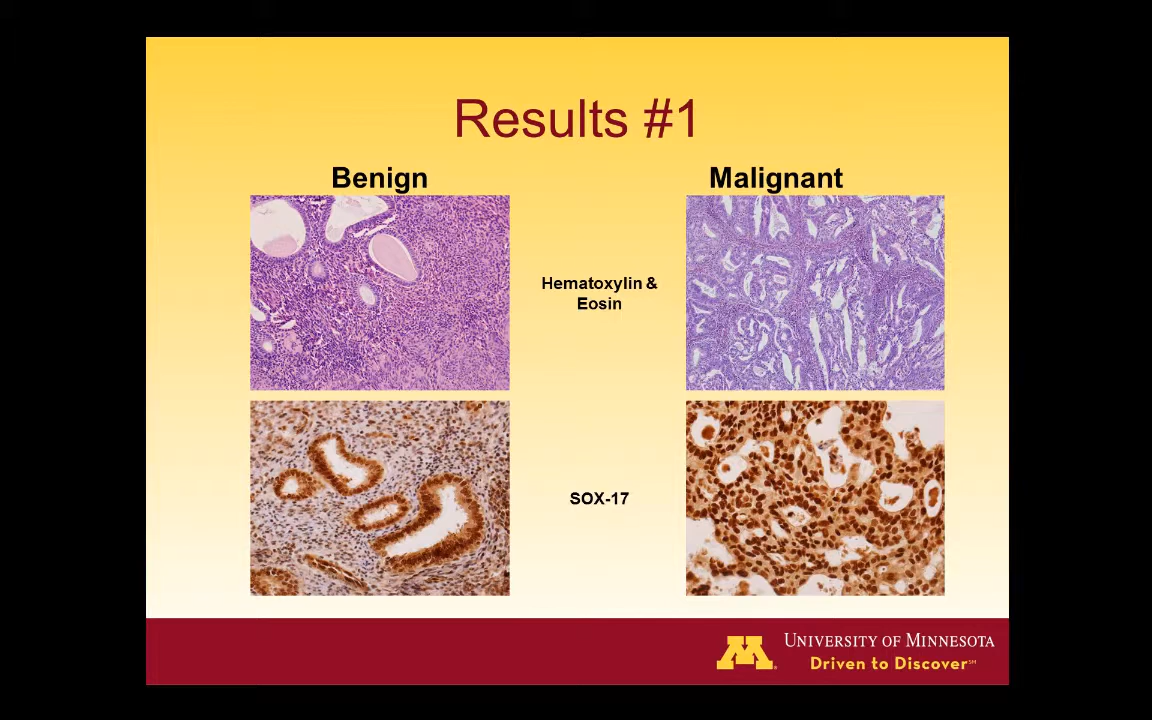 Results #1
Benign
Malignant
Hematoxylin &
Eosin
SOX-17
UNIVERSITY OF MINNESOTA
Driven to Discover℠